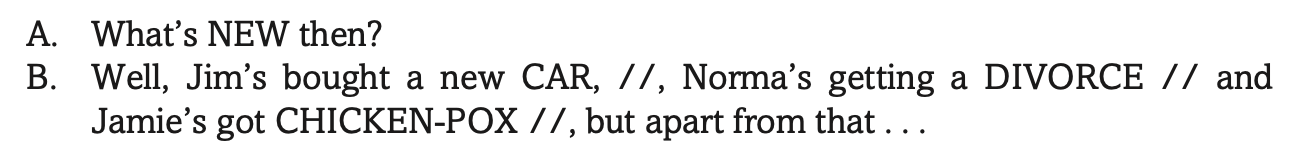 A. What’s NEW then?
B. Well, Jim’s bought a new CAR, //, Norma’s getting a DIVORCE // and
Jamie’s got CHICKEN-POX //, but apart from that . . .